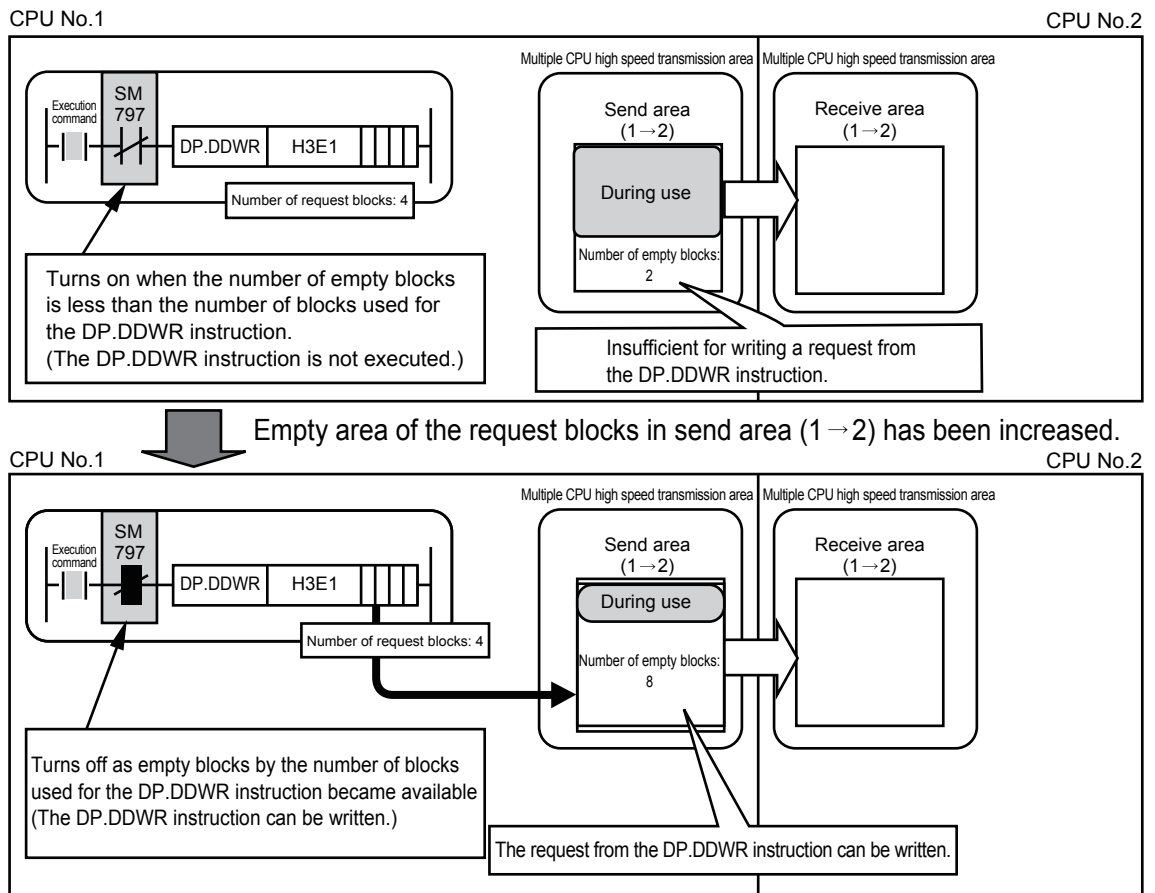 CPU No.1
CPU No.2
Multiple CPU high speed transmission area
Multiple CPU high speed transmission area
Execution
command
SM
797
DP.DDWR
H3E1
Number of request blocks: 4
Send area
(1→2)
During use
Number of empty blocks:
2
Receive area
(1→2)
Turns on when the number of empty blocks
is less than the number of blocks used for
the DP.DDWR instruction.
(The DP.DDWR instruction is not executed.)
Insufficient for writing a request from
the DP.DDWR instruction.
Empty area of the request blocks in send area (1→2) has been increased.
CPU No.1
CPU No.2
Multiple CPU high speed transmission area
Multiple CPU high speed transmission area
Execution
command
SM
797
DP.DDWR
H3E1
Number of request blocks: 4
Send area
(1→2)
During use
Number of empty blocks:
8
Receive area
(1→2)
Turns off as empty blocks by the number of blocks
used for the DP.DDWR instruction became available
(The DP.DDWR instruction can be written.)
The request from the DP.DDWR instruction can be written.